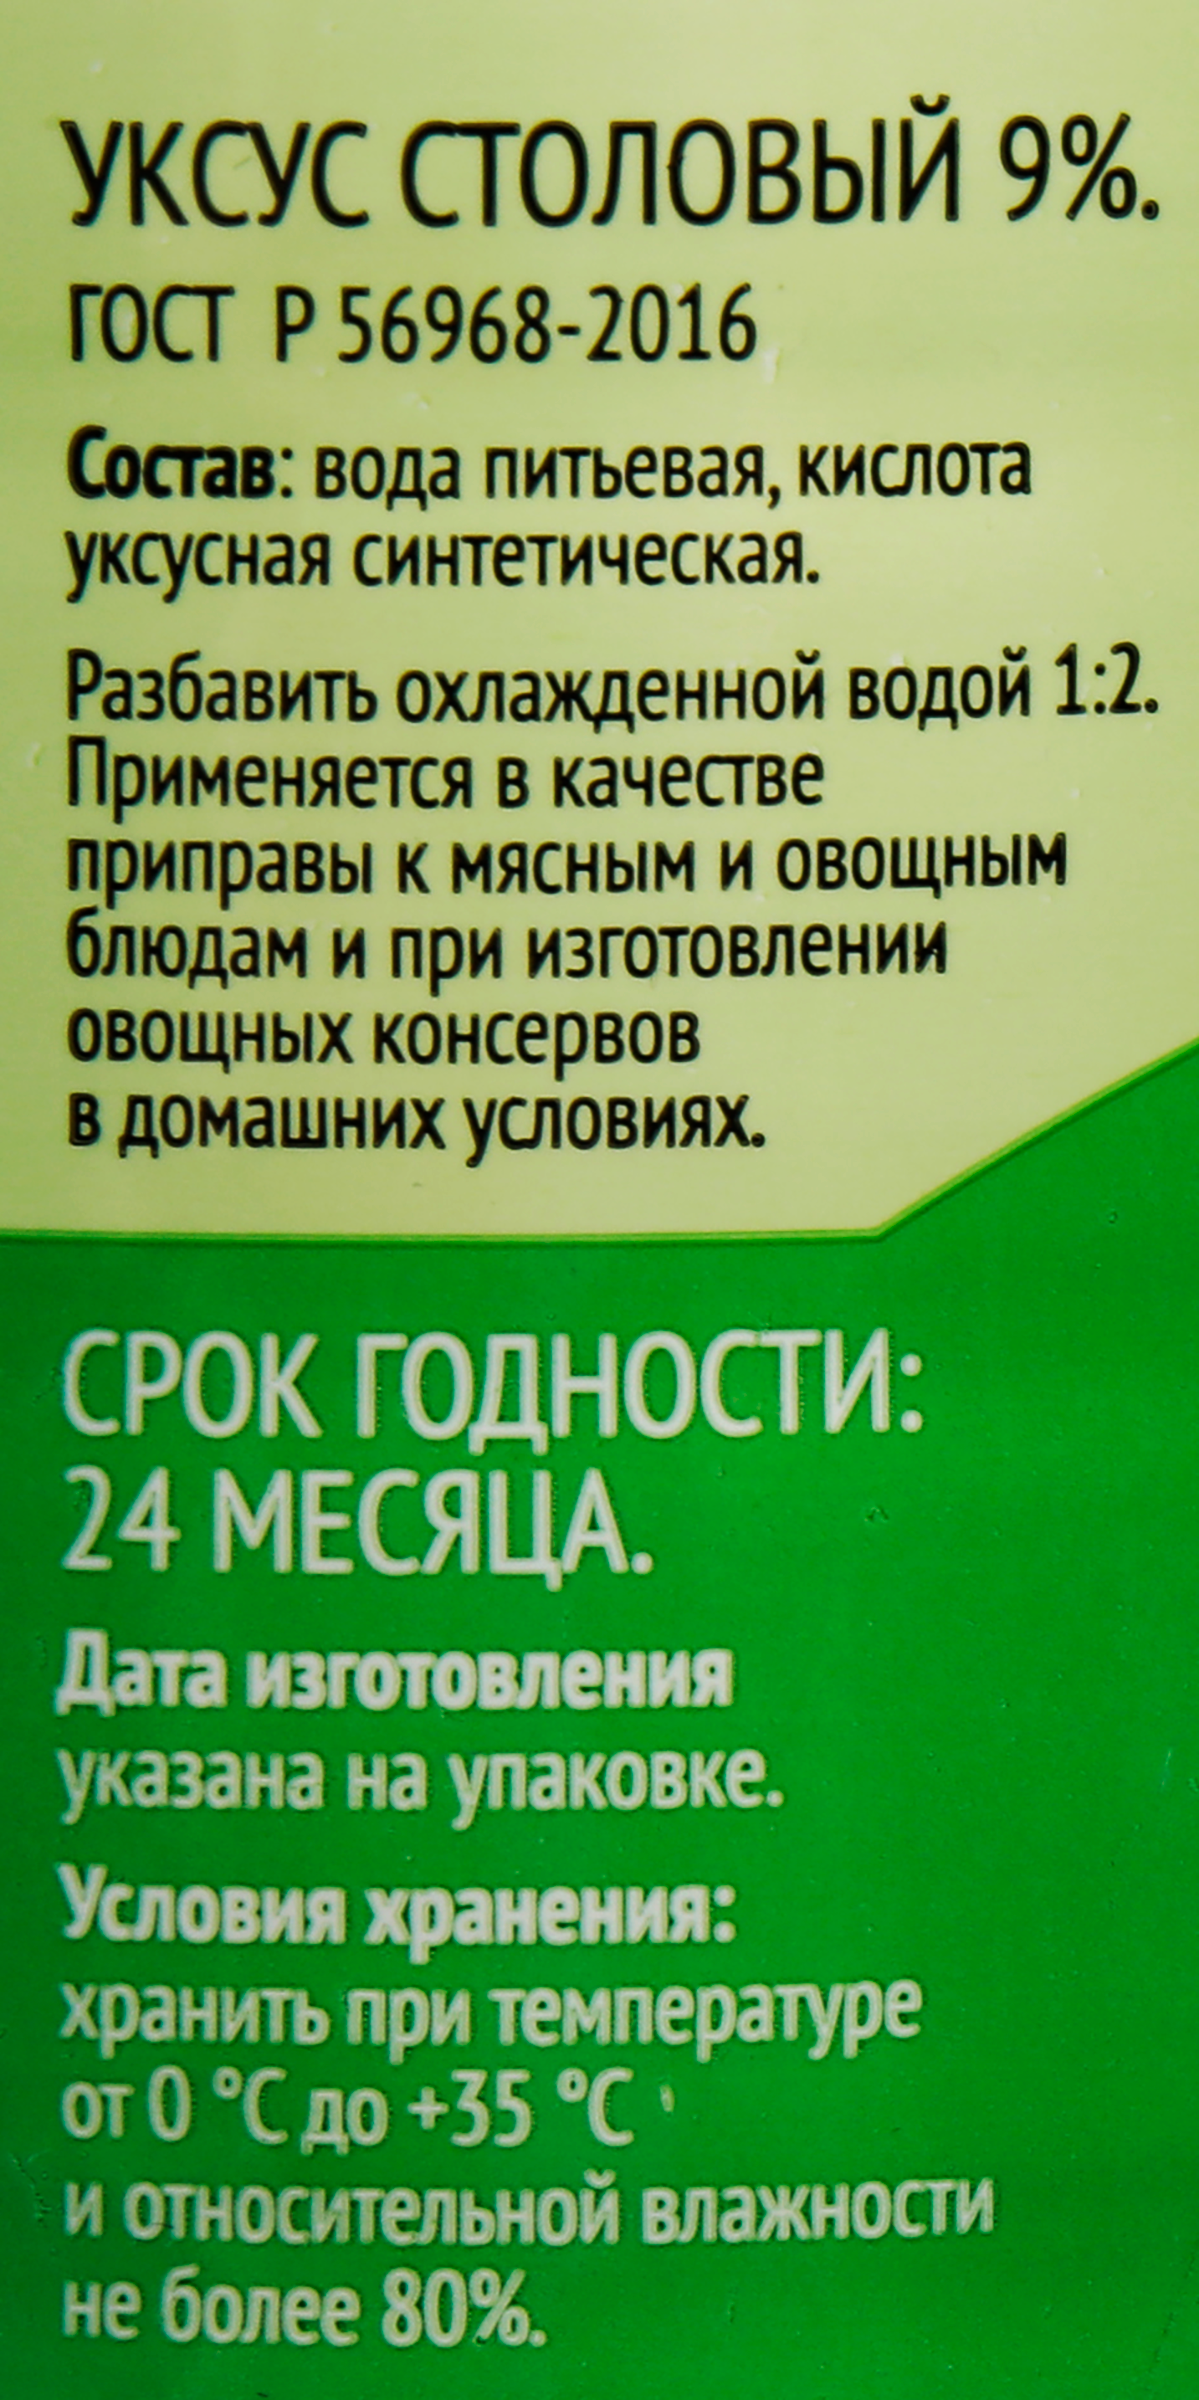 УКСУС СТОЛОВЫЙ 9%.
ГОСТ Р 56968-2016
Состав: вода питьевая, кислота
уксусная синтетическая.
Разбавить охлажденной водой 1:2.
Применяется в качестве
приправы к мясным и овощным
блюдам и при изготовлении
овощных консервов
в домашних условиях.
СРОК ГОДНОСТИ:
24 МЕСЯЦА.
Дата изготовления
указана на упаковке.
Условия хранения:
хранить при температуре
от 0 °С до +35 °С
и относительной влажности
не более 80%.